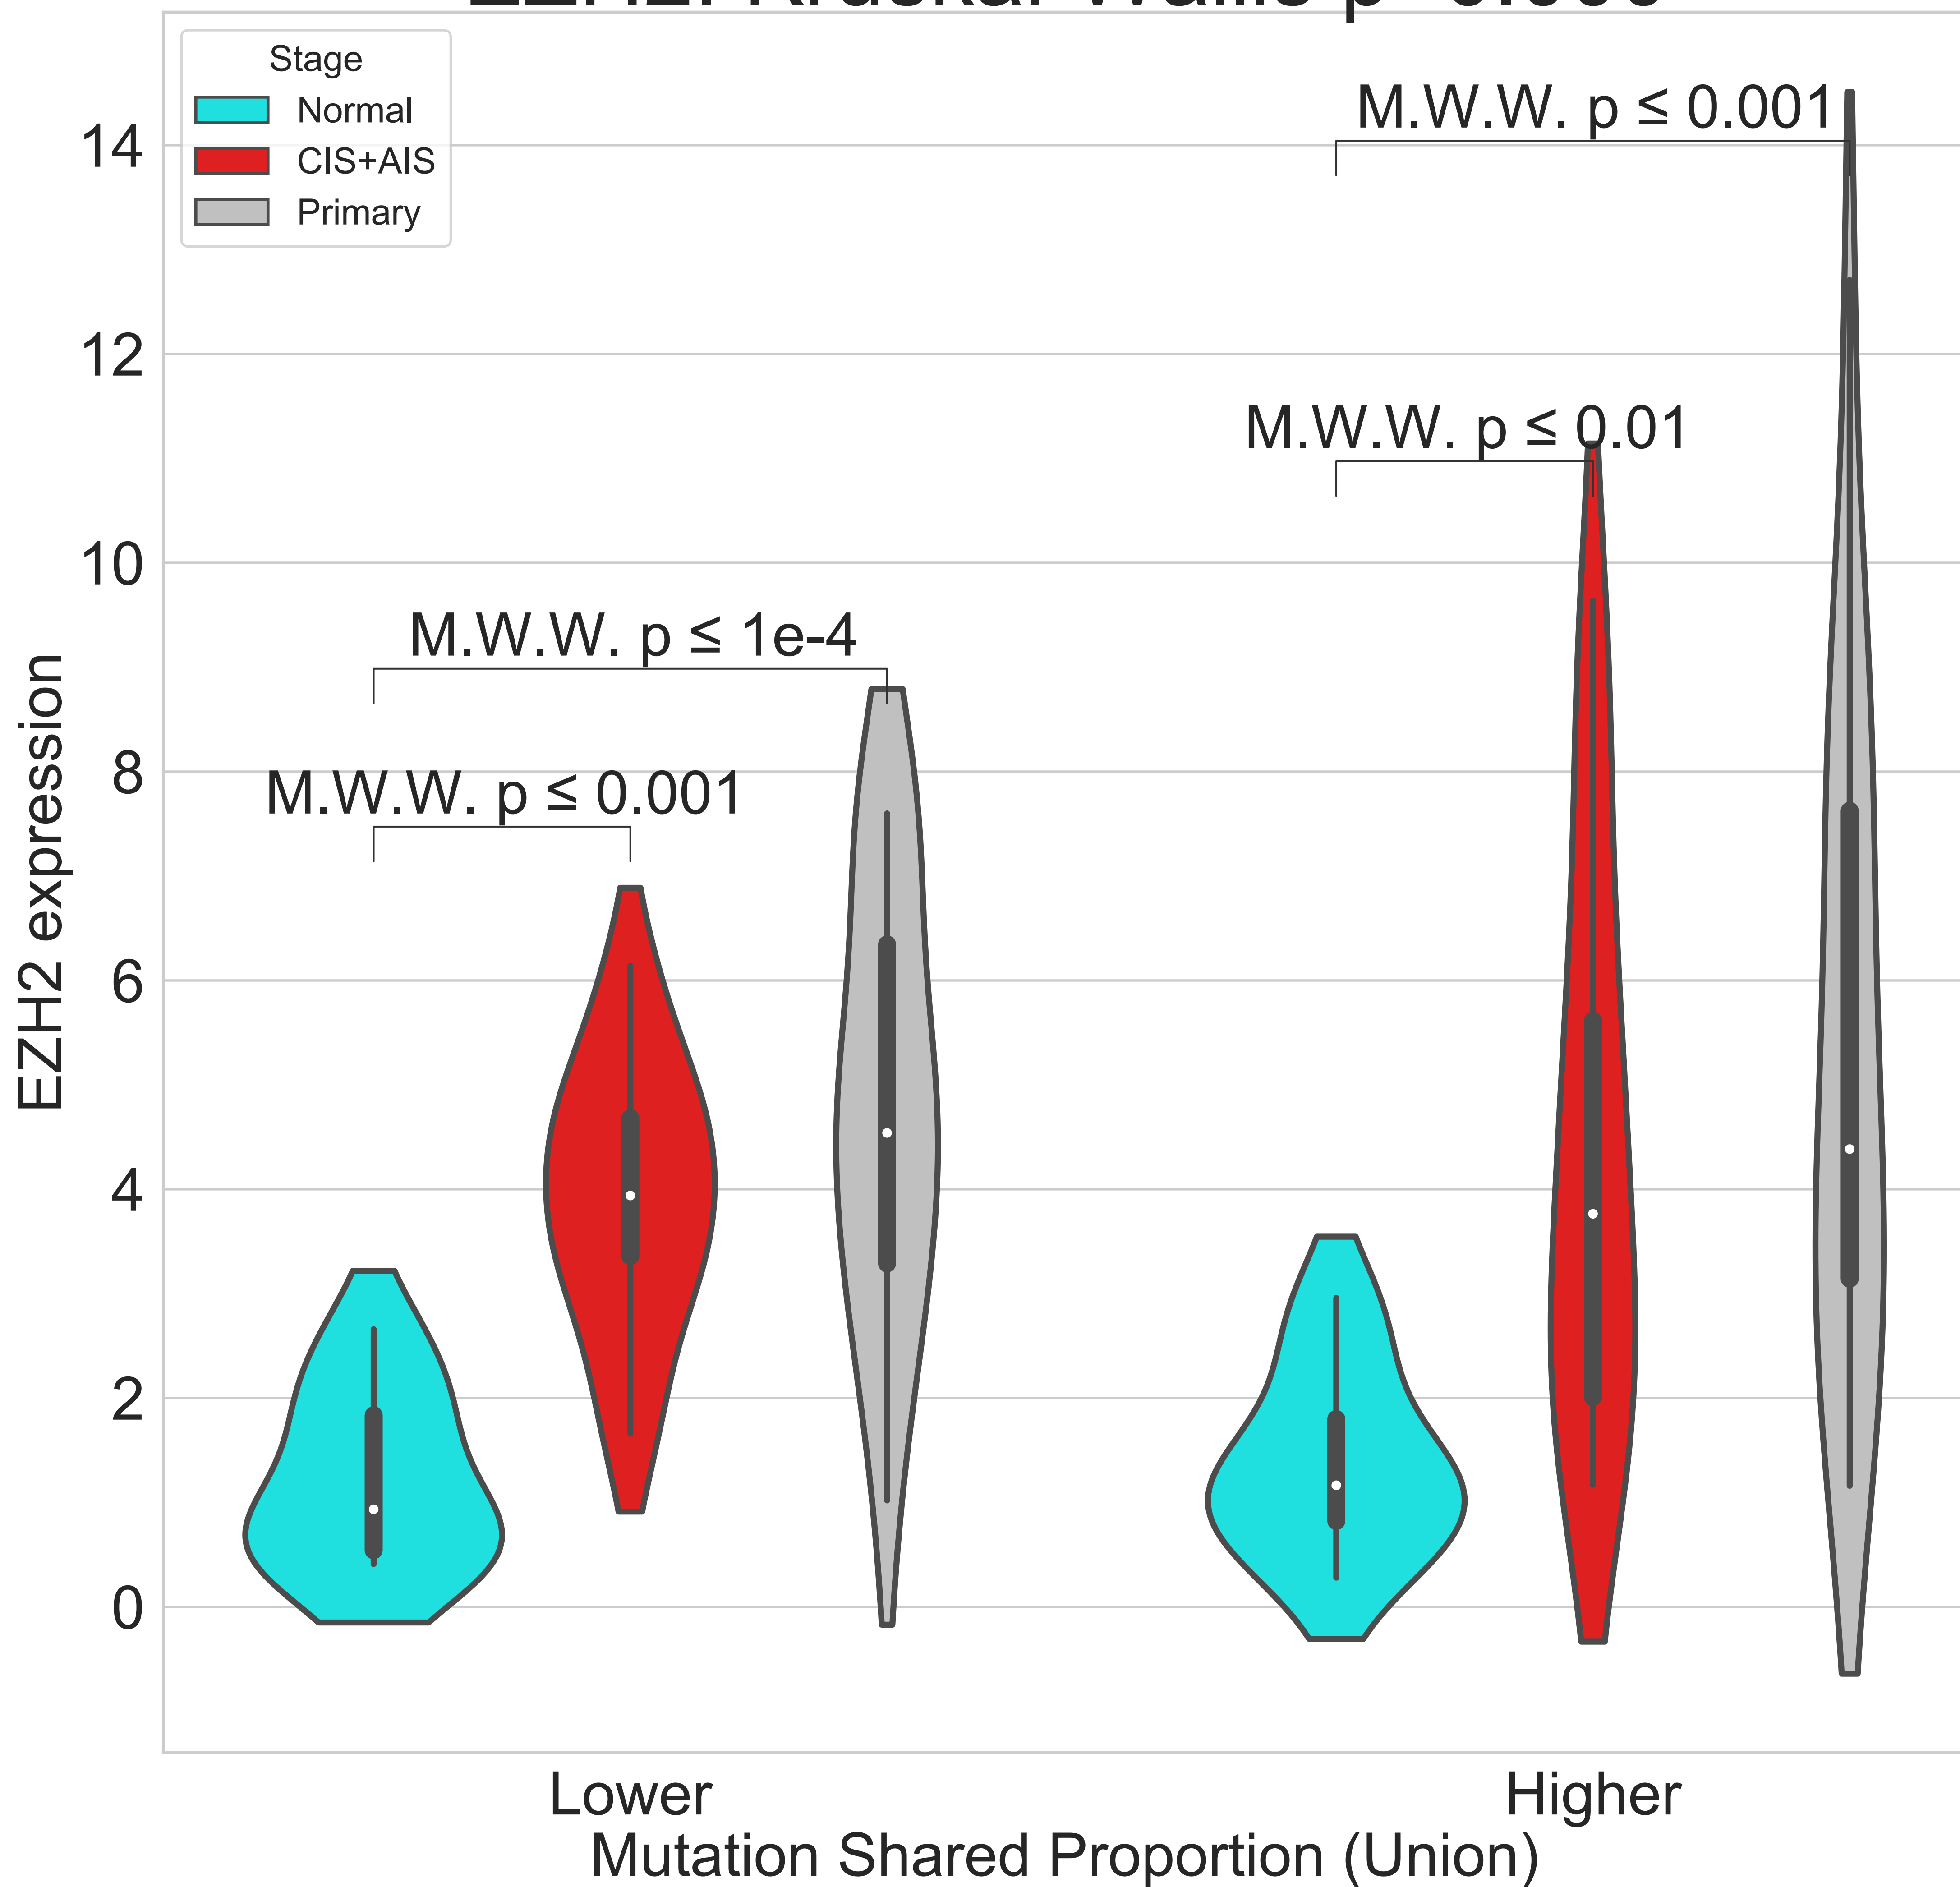 Stage
Normal
CIS+AIS
Primary
14
12
10
8
6
4
2
0
EZH2 expression
M.W.W. p ≤ 0.001
M.W.W. p ≤ 0.01
M.W.W. p ≤ 1e-4
M.W.W. p ≤ 0.001
Lower
Higher
Mutation Shared Proportion (Union)